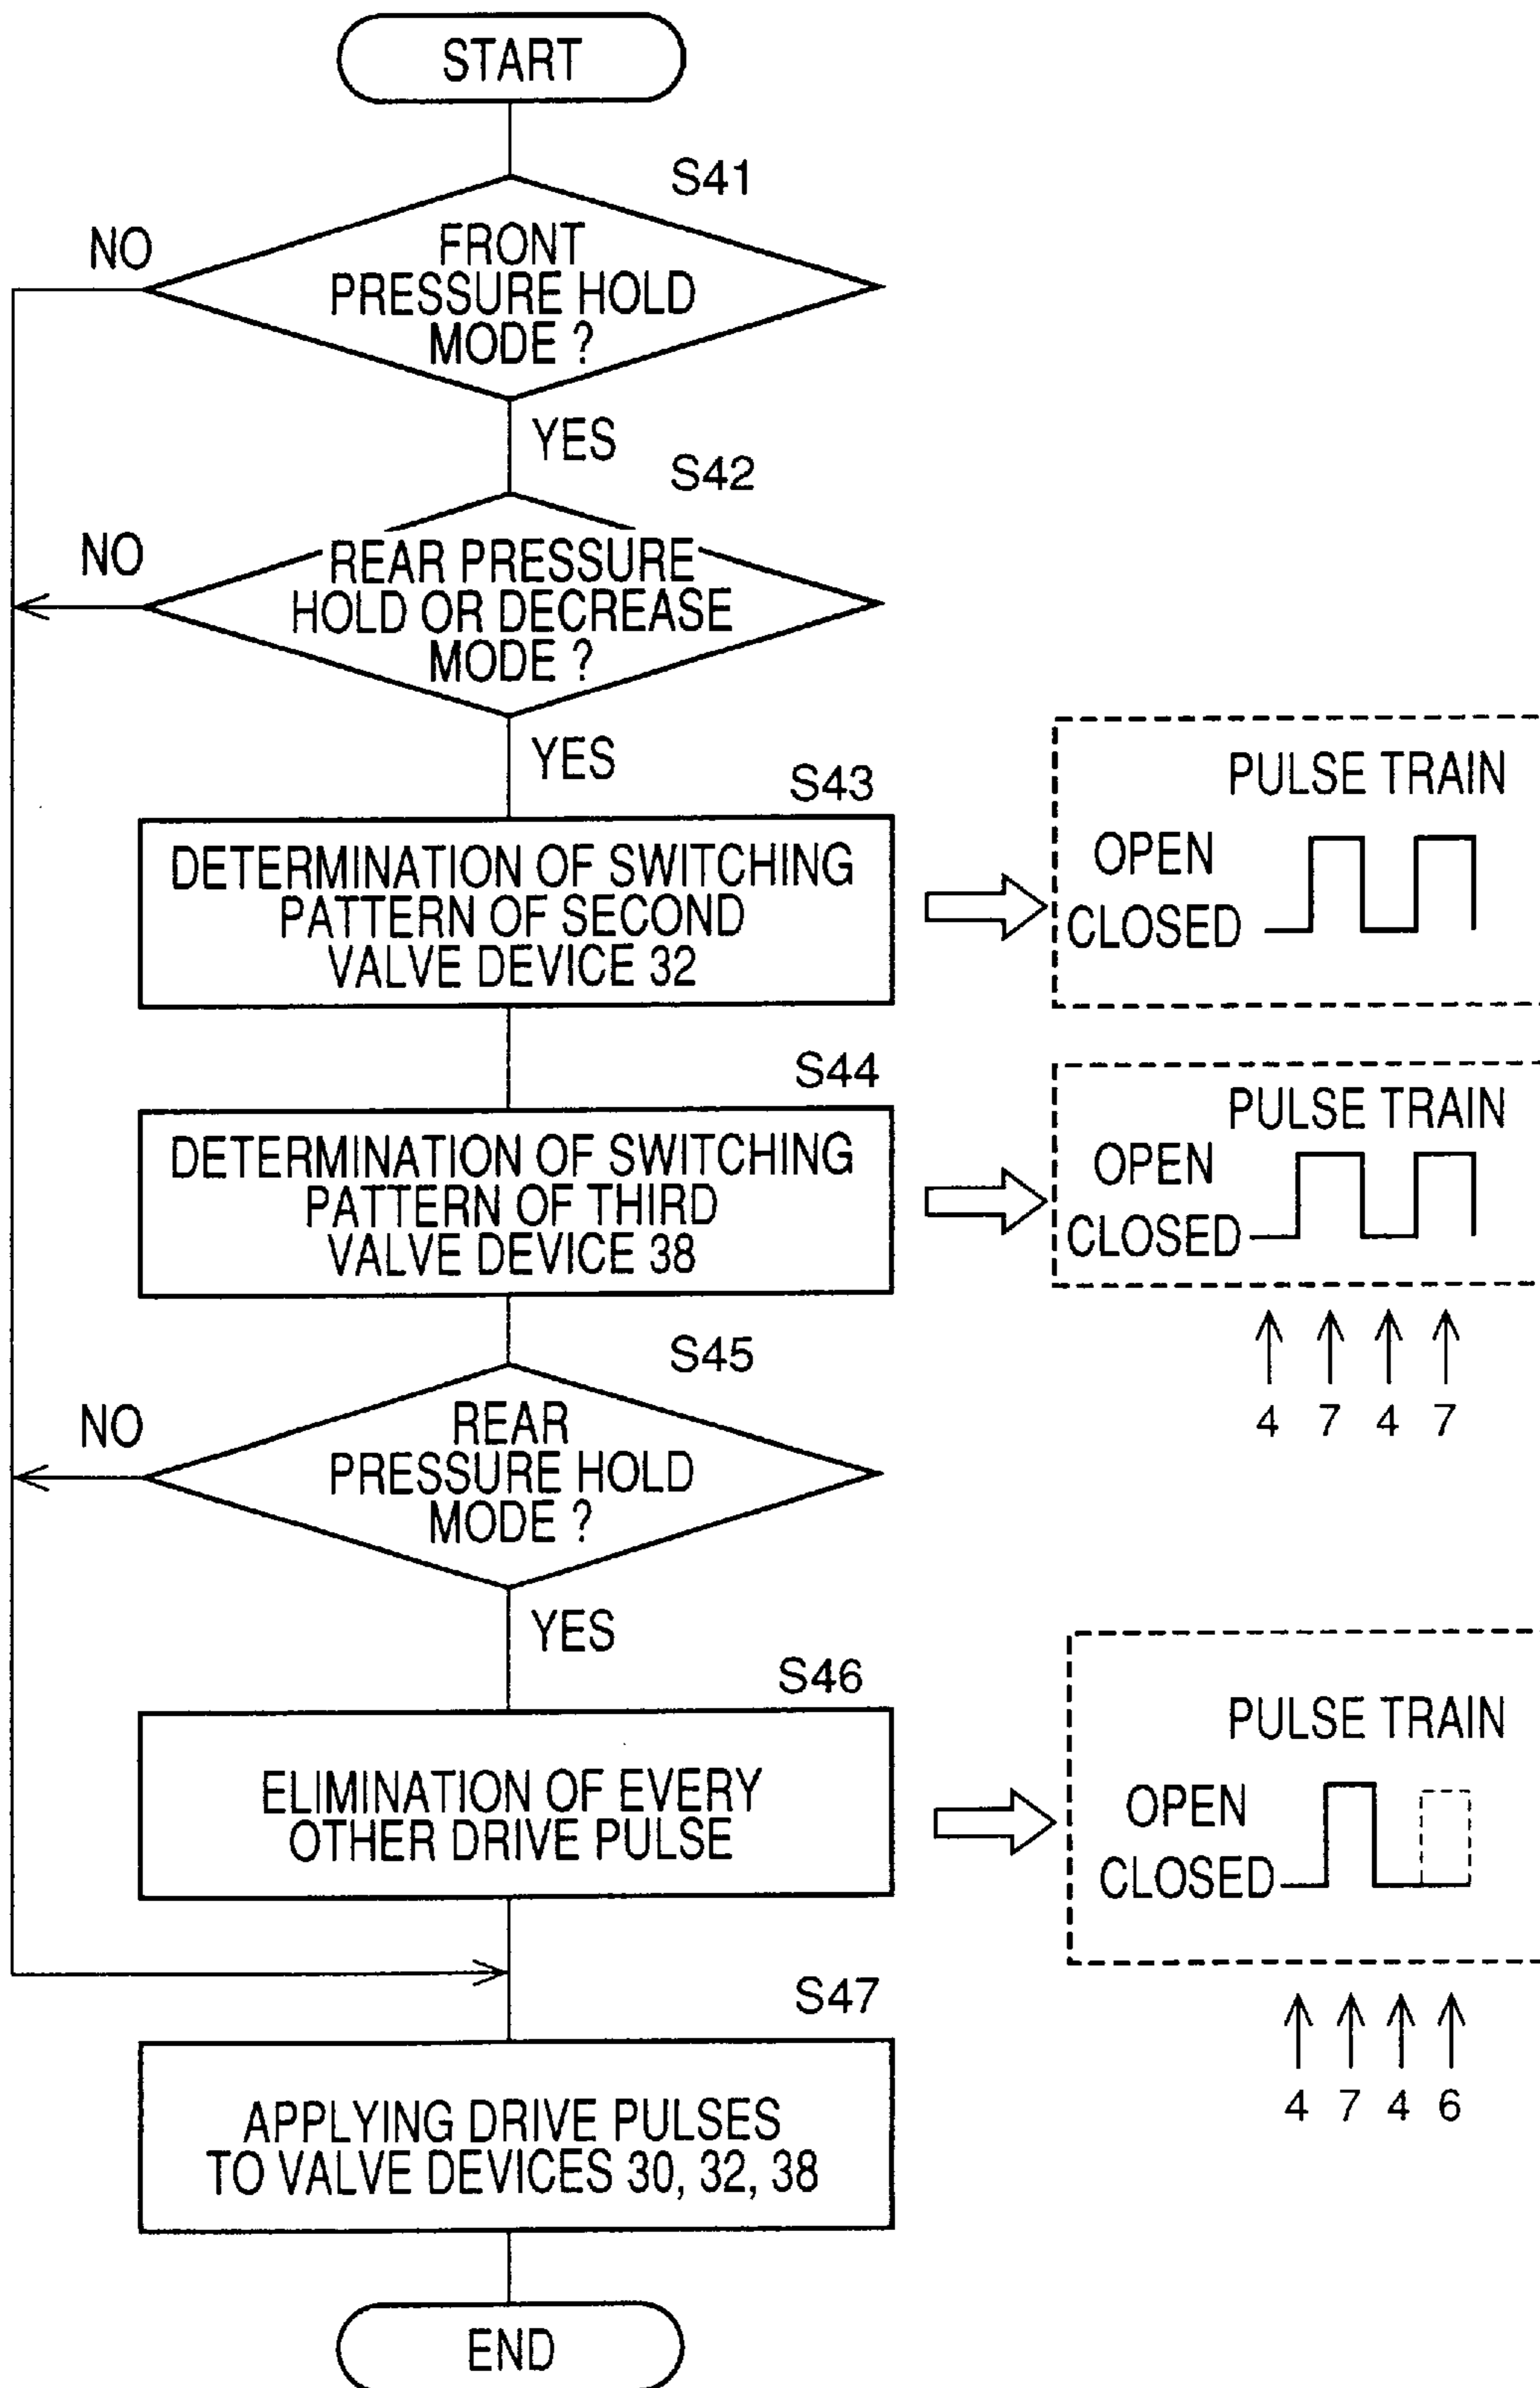 START
S41
NO
FRONT
PRESSURE HOLD
MODE ?
YES
S42
NO
REAR PRESSURE
HOLD OR DECREASE
MODE ?
YES
S43
DETERMINATION OF SWITCHING
PATTERN OF SECOND
VALVE DEVICE 32
PULSE TRAIN
OPEN
CLOSED
S44
DETERMINATION OF SWITCHING
PATTERN OF THIRD
VALVE DEVICE 38
PULSE TRAIN
OPEN
CLOSED
4 7 4 7
S45
NO
REAR
PRESSURE HOLD
MODE ?
YES
S46
ELIMINATION OF EVERY
OTHER DRIVE PULSE
PULSE TRAIN
OPEN
CLOSED
4 7 4 6
S47
APPLYING DRIVE PULSES
TO VALVE DEVICES 30, 32, 38
END